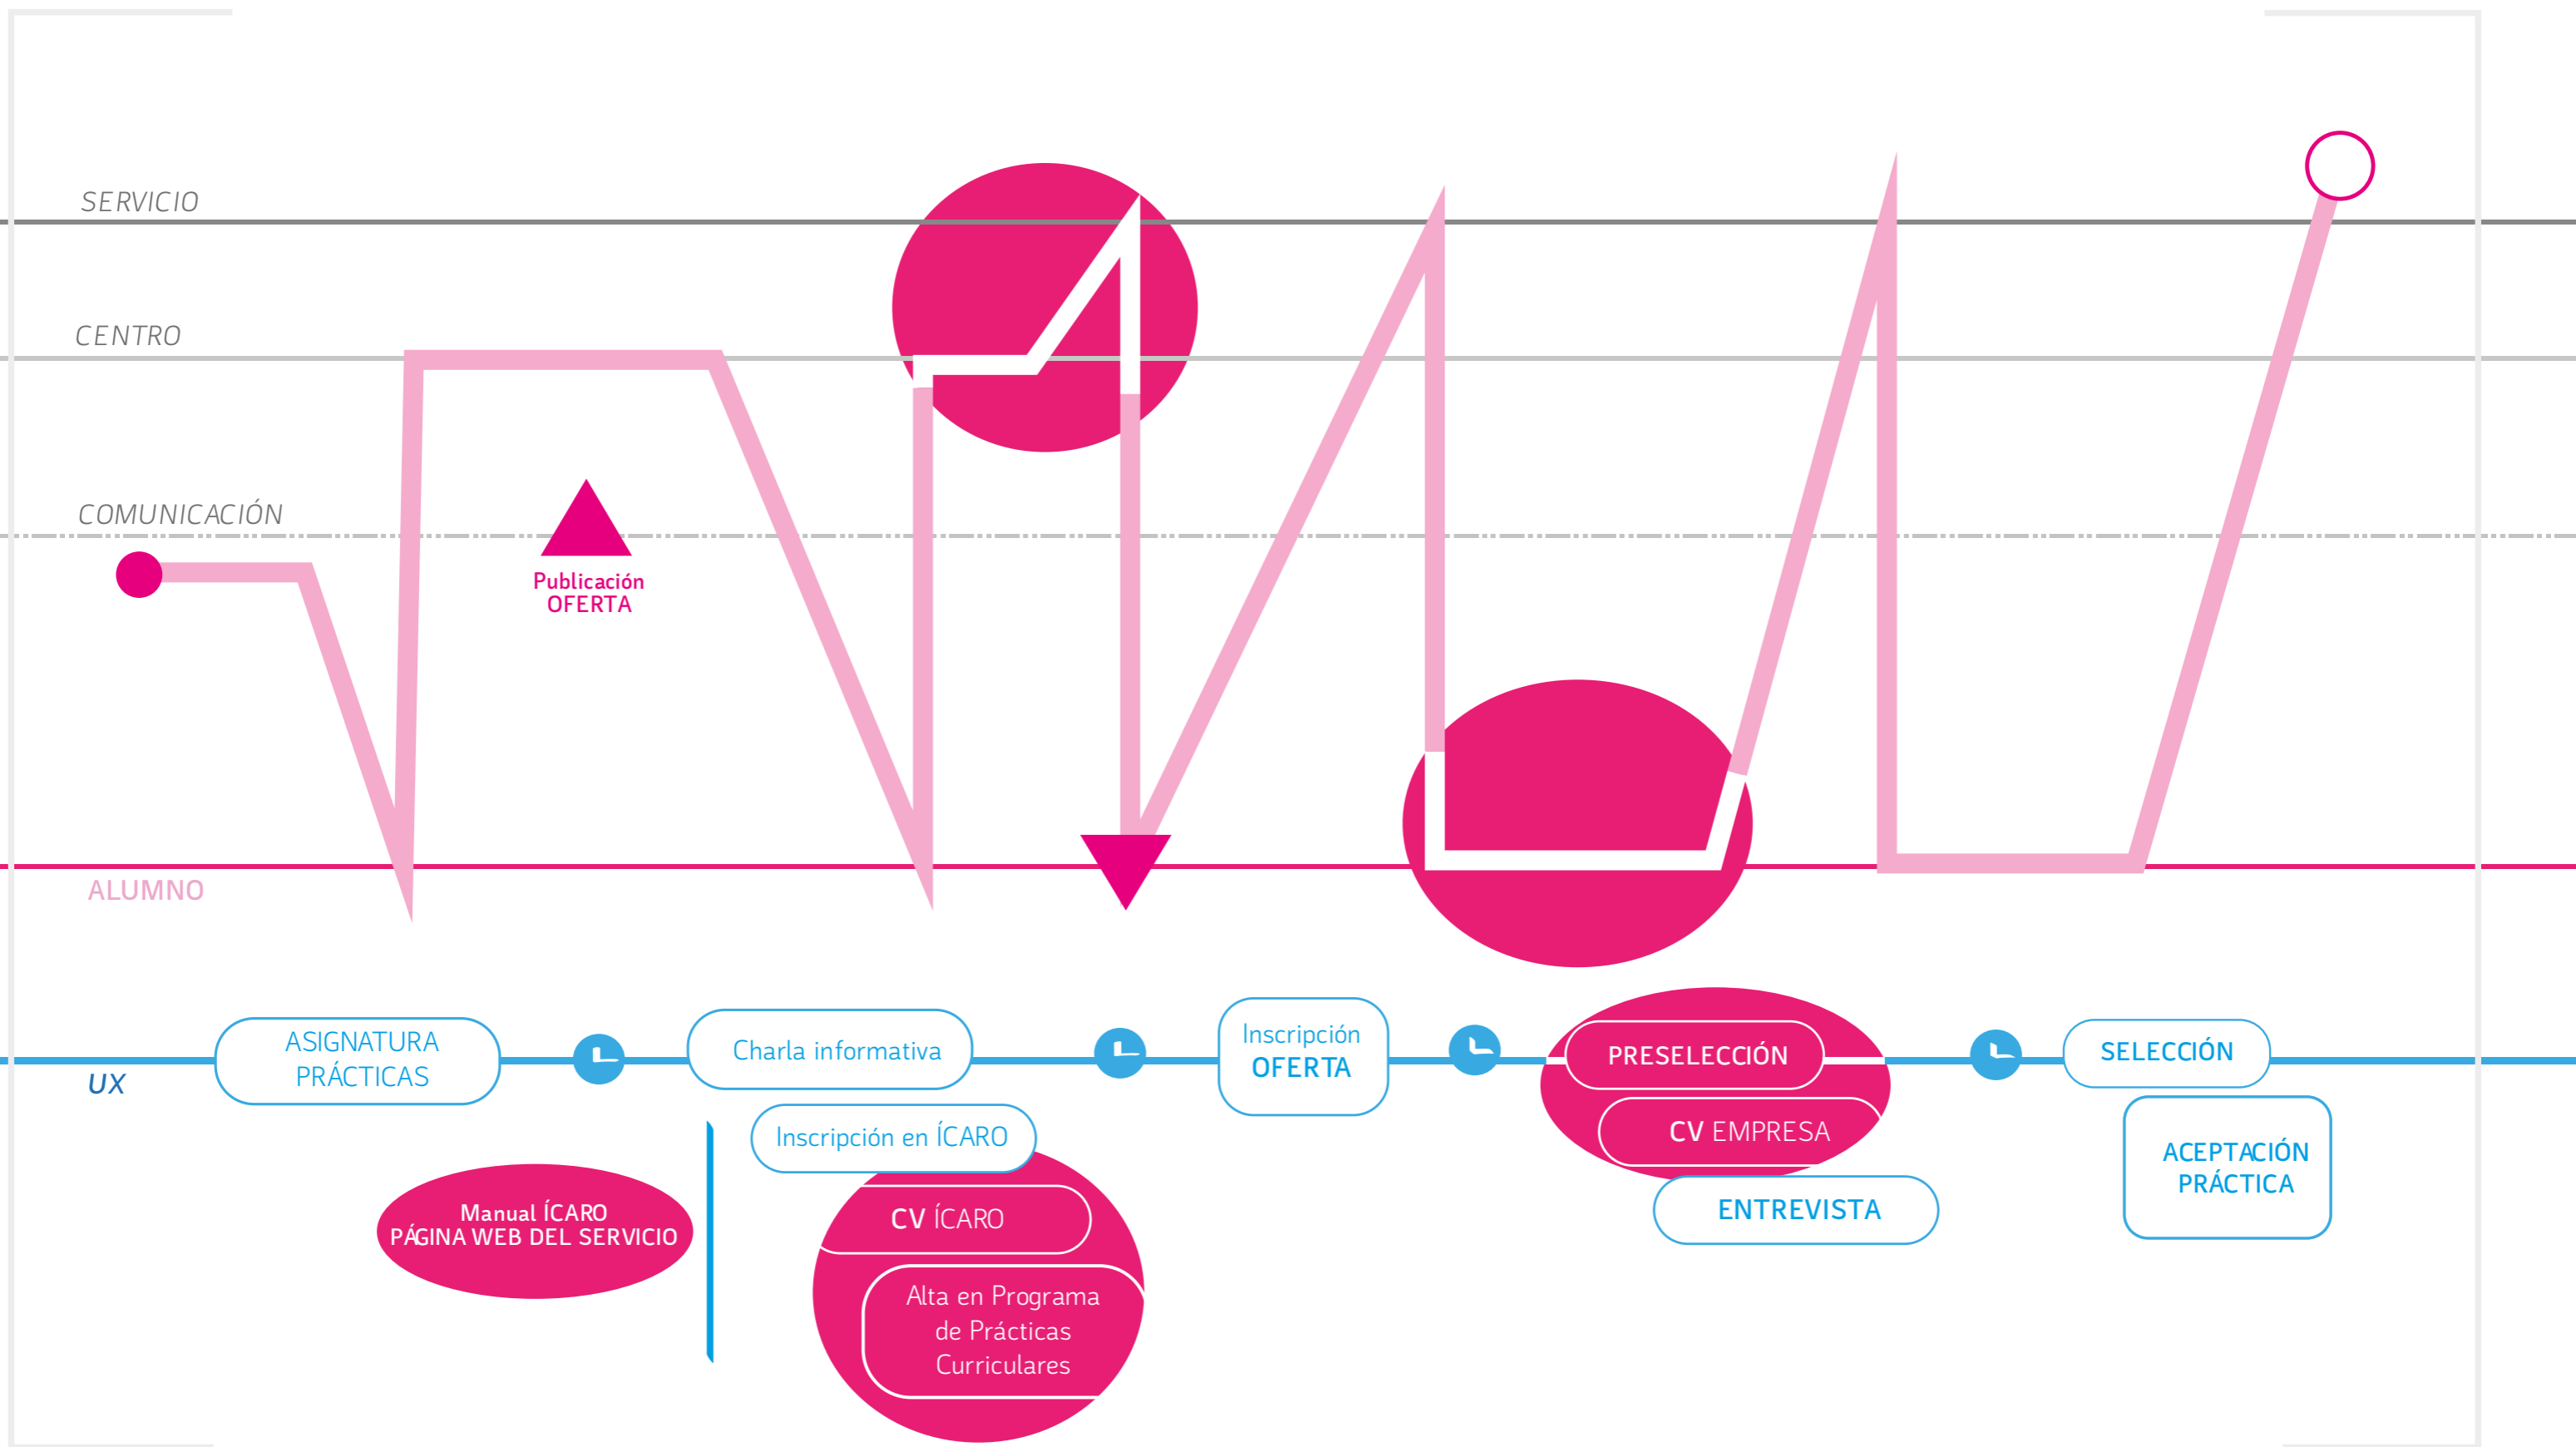 SERVICIO
CENTRO
COMUNICACIÓN
Publicación
OFERTA
ALUMNO
UX
ASIGNATURA
PRÁCTICAS
Charla informativa
Inscripción en ÍCARO
Manual ÍCARO
PÁGINA WEB DEL SERVICIO
CV ÍCARO
Alta en Programa
de Prácticas
Curriculares
Inscripción
OFERTA
PRESELECCIÓN
CV EMPRESA
ENTREVISTA
SELECCIÓN
ACEPTACIÓN
PRÁCTICA